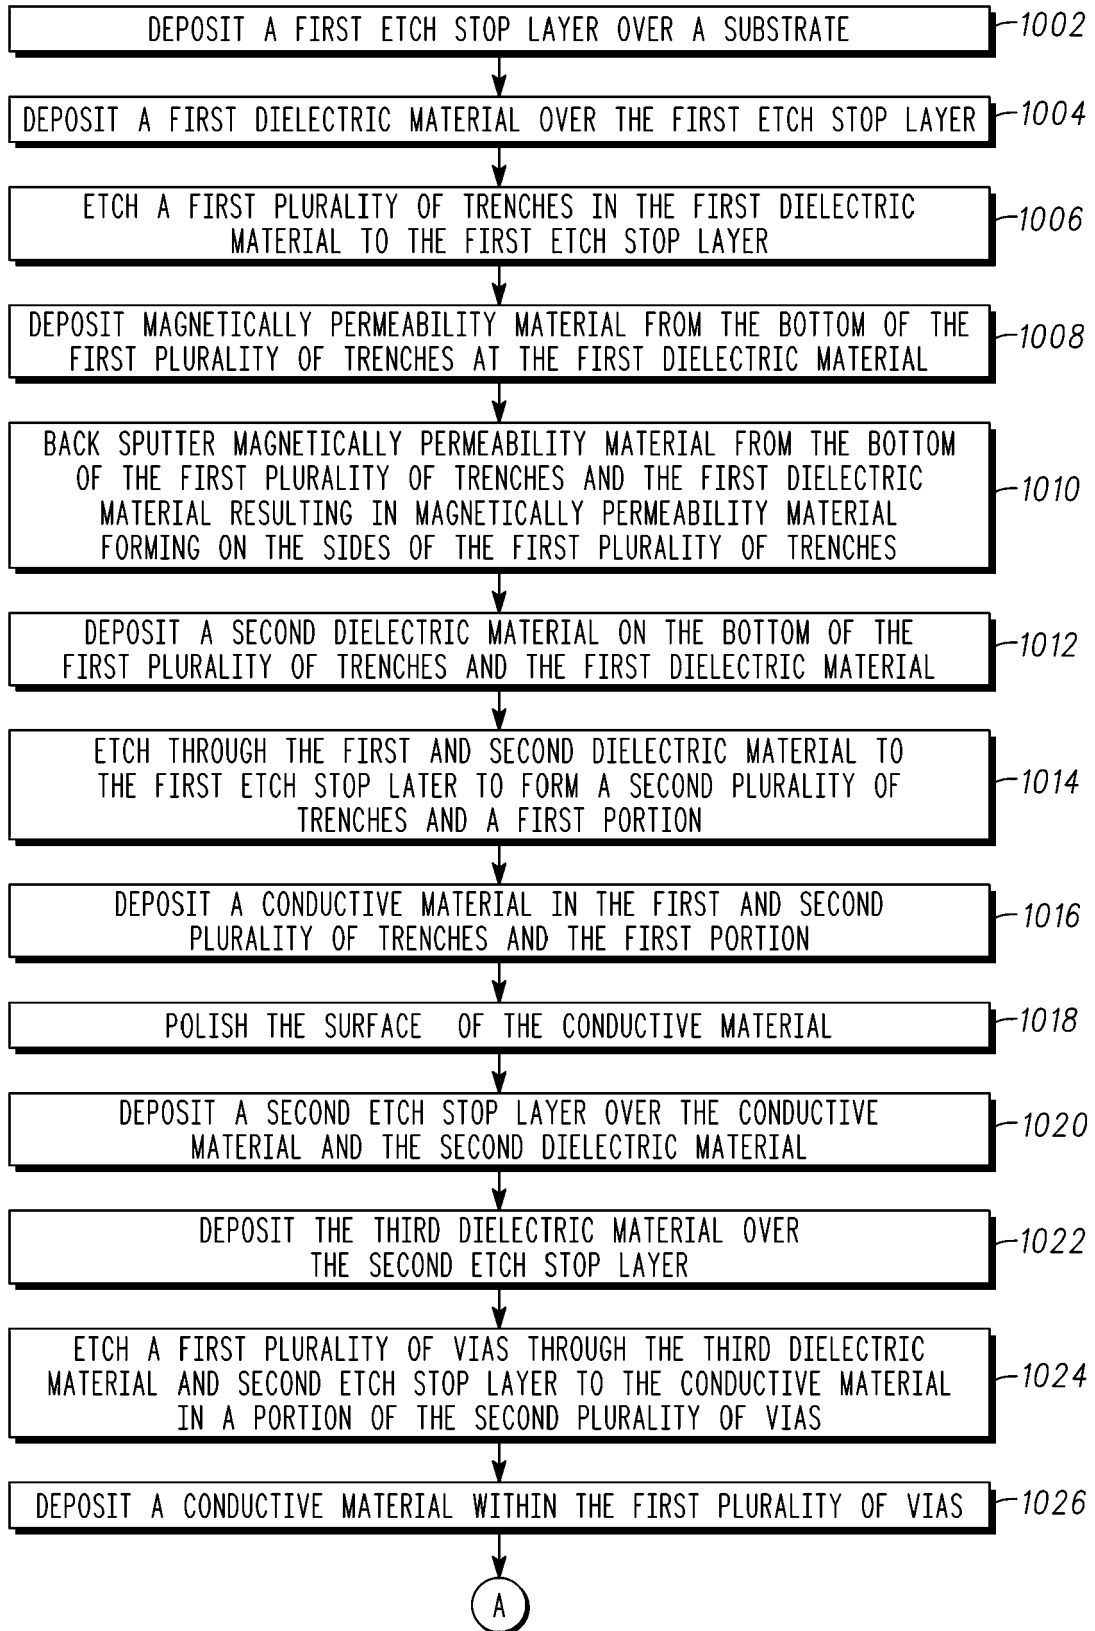 DEPOSIT A FIRST ETCH STOP LAYER OVER A SUBSTRATE
1002
DEPOSIT A FIRST DIELECTRIC MATERIAL OVER THE FIRST ETCH STOP LAYER
1004
ETCH A FIRST PLURALITY OF TRENCHES IN THE FIRST DIELECTRIC
MATERIAL TO THE FIRST ETCH STOP LAYER
1006
DEPOSIT MAGNETICALLY PERMEABILITY MATERIAL FROM THE BOTTOM OF THE
FIRST PLURALITY OF TRENCHES AT THE FIRST DIELECTRIC MATERIAL
1008
BACK SPUTTER MAGNETICALLY PERMEABILITY MATERIAL FROM THE BOTTOM
OF THE FIRST PLURALITY OF TRENCHES AND THE FIRST DIELECTRIC
MATERIAL RESULTING IN MAGNETICALLY PERMEABILITY MATERIAL
FORMING ON THE SIDES OF THE FIRST PLURALITY OF TRENCHES
1010
DEPOSIT A SECOND DIELECTRIC MATERIAL ON THE BOTTOM OF THE
FIRST PLURALITY OF TRENCHES AND THE FIRST DIELECTRIC MATERIAL
1012
ETCH THROUGH THE FIRST AND SECOND DIELECTRIC MATERIAL TO
THE FIRST ETCH STOP LATER TO FORM A SECOND PLURALITY OF
TRENCHES AND A FIRST PORTION
1014
DEPOSIT A CONDUCTIVE MATERIAL IN THE FIRST AND SECOND
PLURALITY OF TRENCHES AND THE FIRST PORTION
1016
POLISH THE SURFACE OF THE CONDUCTIVE MATERIAL
1018
DEPOSIT A SECOND ETCH STOP LAYER OVER THE CONDUCTIVE
MATERIAL AND THE SECOND DIELECTRIC MATERIAL
1020
DEPOSIT THE THIRD DIELECTRIC MATERIAL OVER
THE SECOND ETCH STOP LAYER
1022
ETCH A FIRST PLURALITY OF VIAS THROUGH THE THIRD DIELECTRIC
MATERIAL AND SECOND ETCH STOP LAYER TO THE CONDUCTIVE MATERIAL
IN A PORTION OF THE SECOND PLURALITY OF VIAS
1024
DEPOSIT A CONDUCTIVE MATERIAL WITHIN THE FIRST PLURALITY OF VIAS
1026
A